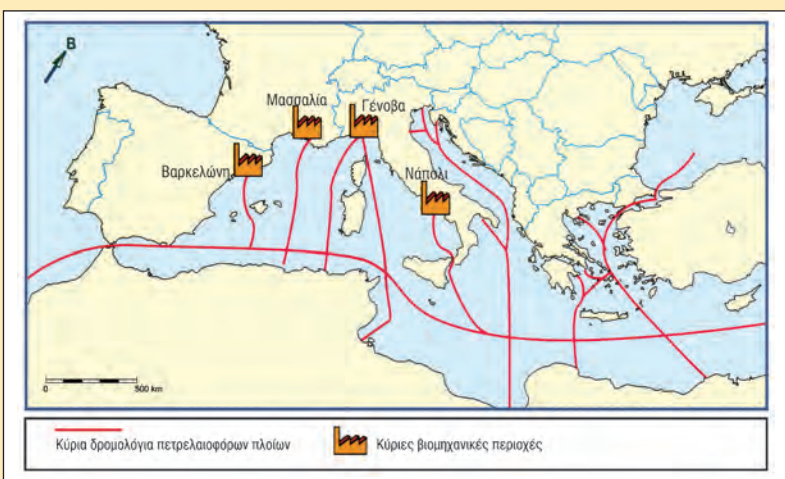 Β
Μασσαλία
Γένοβα
Βαρκελώνη
Νάπολι
0 500 km
Κύρια δρομολόγια πετρελαιοφόρων πλοίων
Κύριες βιομηχανικές περιοχές